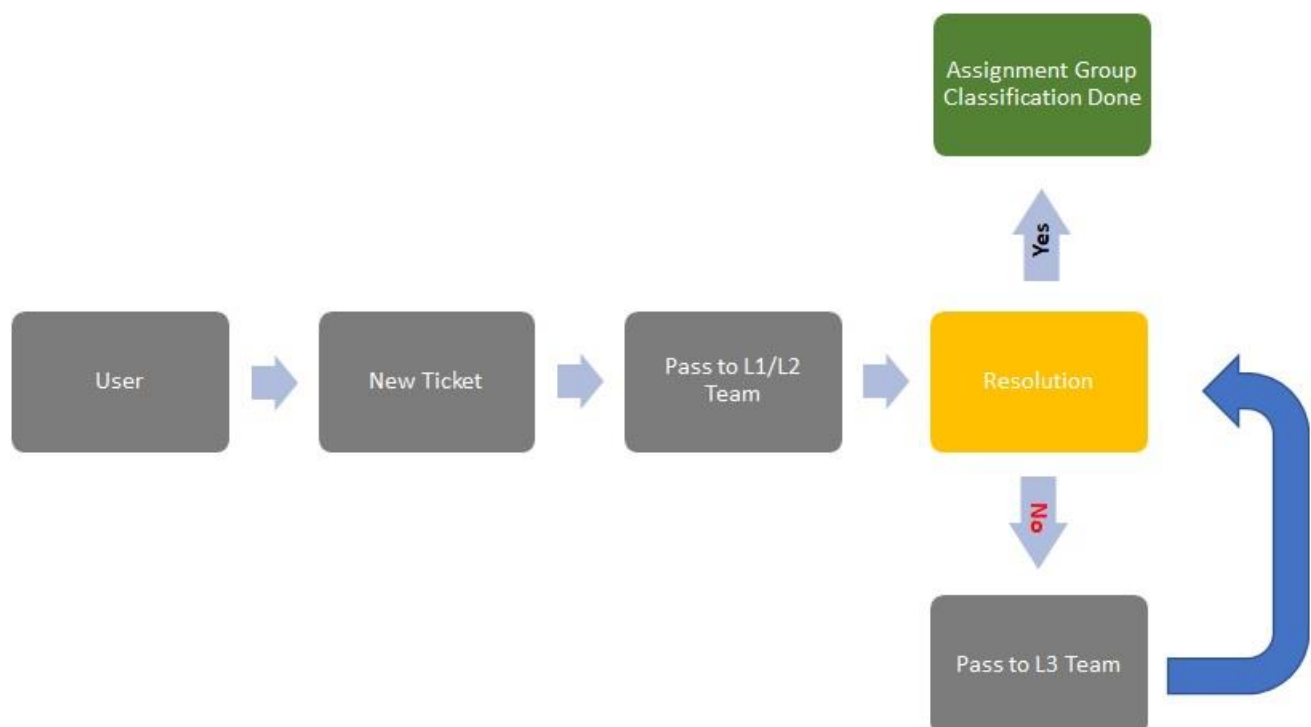 Assignment Group
Classification Done
Yes
User
New Ticket
Pass to L1/L2
Team
Resolution
No
Pass to L3 Team